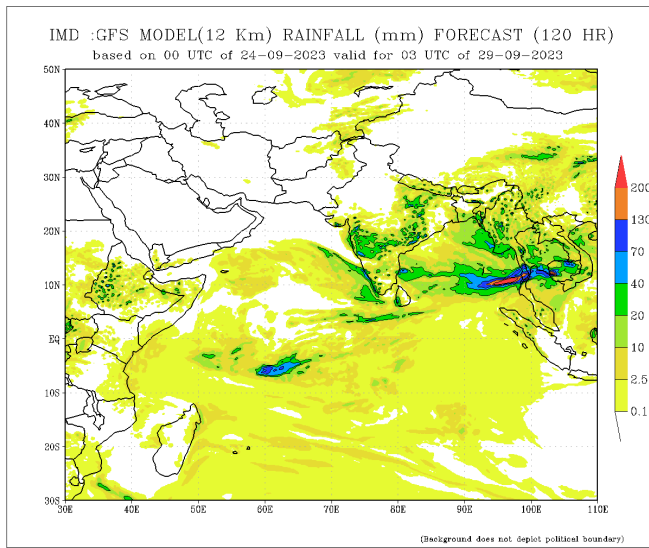 IMD :GFS MODEL(12 Km) RAINFALL (mm) FORECAST (120 HR)
based on 00 UTC of 24-09-2023 valid for 03 UTC of 29-09-2023
50N
40N
30N
20N
10N
EQ
10S
20S
30S
30E 40E 50E 60E 70E 80E 90E 100E 110E
200
130
70
40
20
10
2.5
0.1
(Background does not depict political boundary)